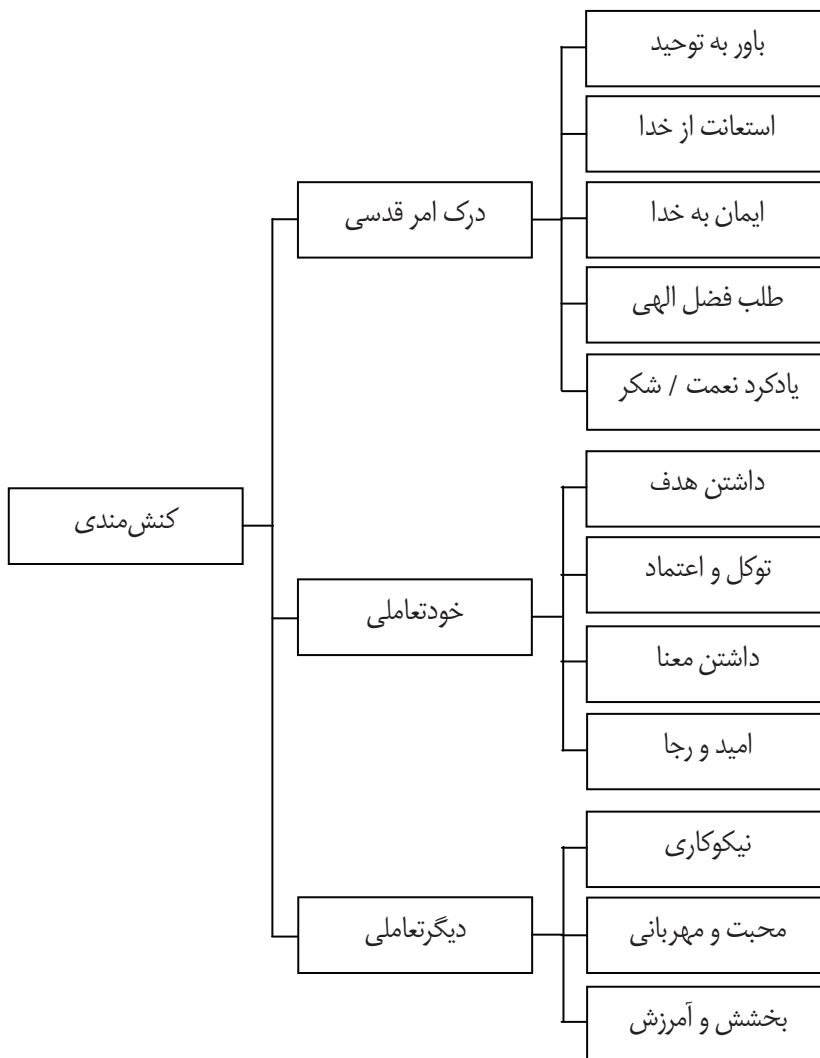 باور به توحید
استعانت از خدا
درک امر قدسی
ایمان به خدا
طلب فضل الهی
یادکرد نعمت / شکر
کنش‌مندی
داشتن هدف
توکل و اعتماد
خودتعاملی
داشتن معنا
امید و رجا
نیکوکاری
دیگرتعاملی
محبت و مهربانی
بخشش و آمرزش